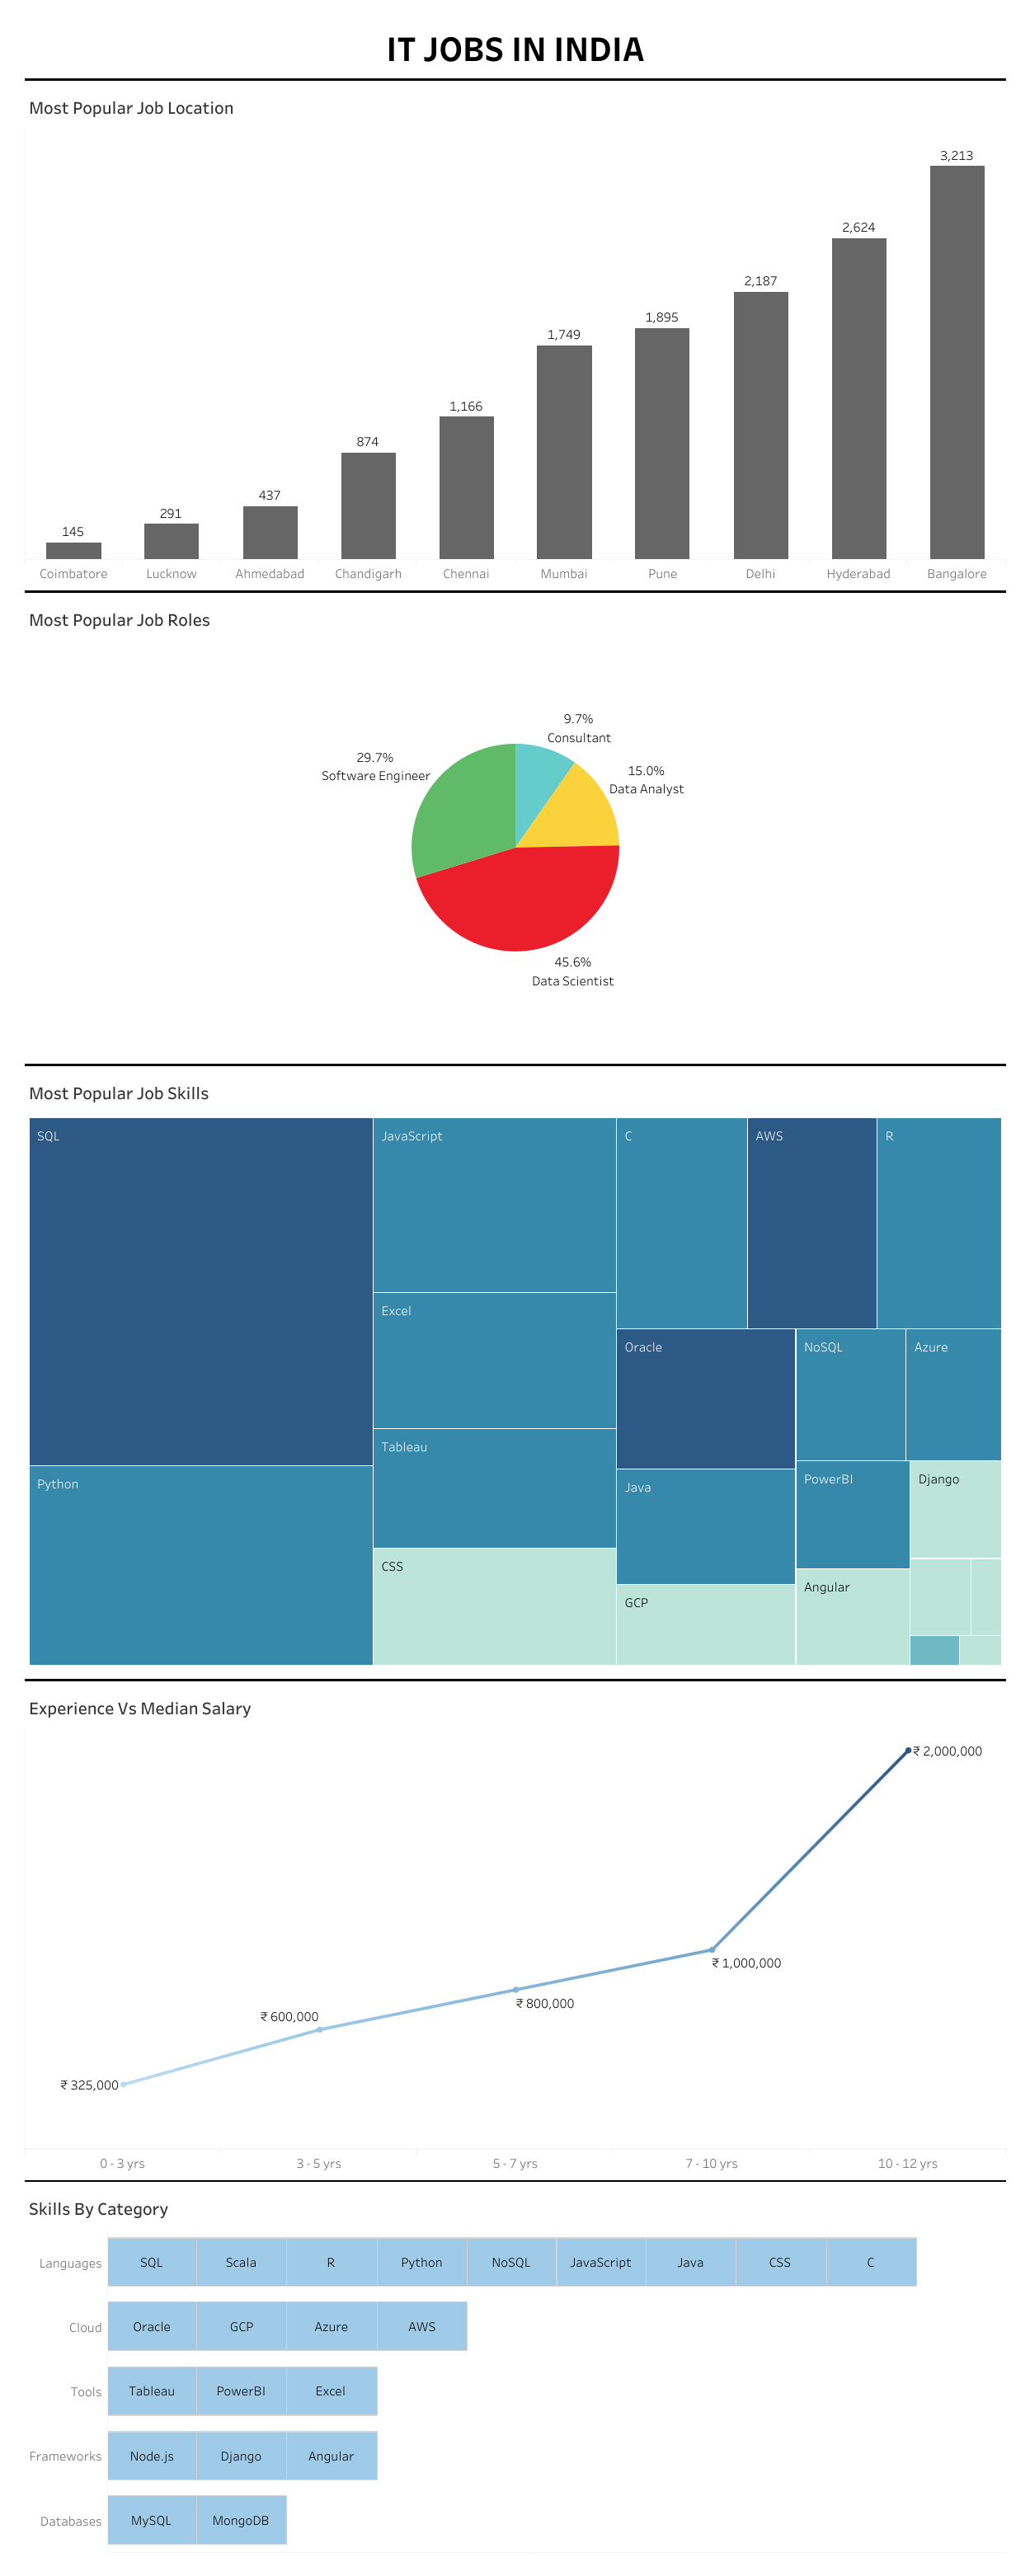 IT JOBS IN INDIA
Most Popular Job Location
3,213
2,624
2,187
1,895
1,749
1,166
874
437
291
145
Coimbatore Lucknow Ahmedabad Chandigarh Chennai Mumbai Pune Delhi Hyderabad Bangalore
Most Popular Job Roles
9.7%
Consultant
29.7%
Software Engineer
15.0%
Data Analyst
45.6%
Data Scientist
Most Popular Job Skills
SQL JavaScript C AWS R
Excel
Oracle NoSQL Azure
Tableau
Python Java PowerBI Django
CSS
GCP Angular
Experience Vs Median Salary
₹ 2,000,000
₹ 1,000,000
₹ 800,000
₹ 600,000
₹ 325,000
0 - 3 yrs 3 - 5 yrs 5 - 7 yrs 7 - 10 yrs 10 - 12 yrs
Skills By Category
Languages SQL Scala R Python NoSQL JavaScript Java CSS C
Cloud Oracle GCP Azure AWS
Tools Tableau PowerBI Excel
Frameworks Node.js Django Angular
Databases MySQL MongoDB